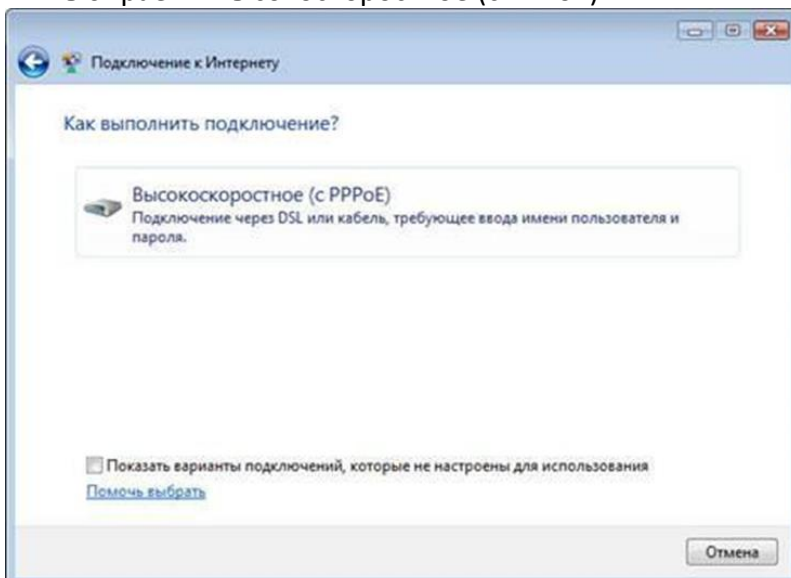 Подключение к Интернету
Как выполнить подключение?
Высокоскоростное (с PPPoE)
Подключение через DSL или кабель, требующее ввода имени пользователя и
пароля.
Показать варианты подключений, которые не настроены для использования
Помочь выбрать
Отмена